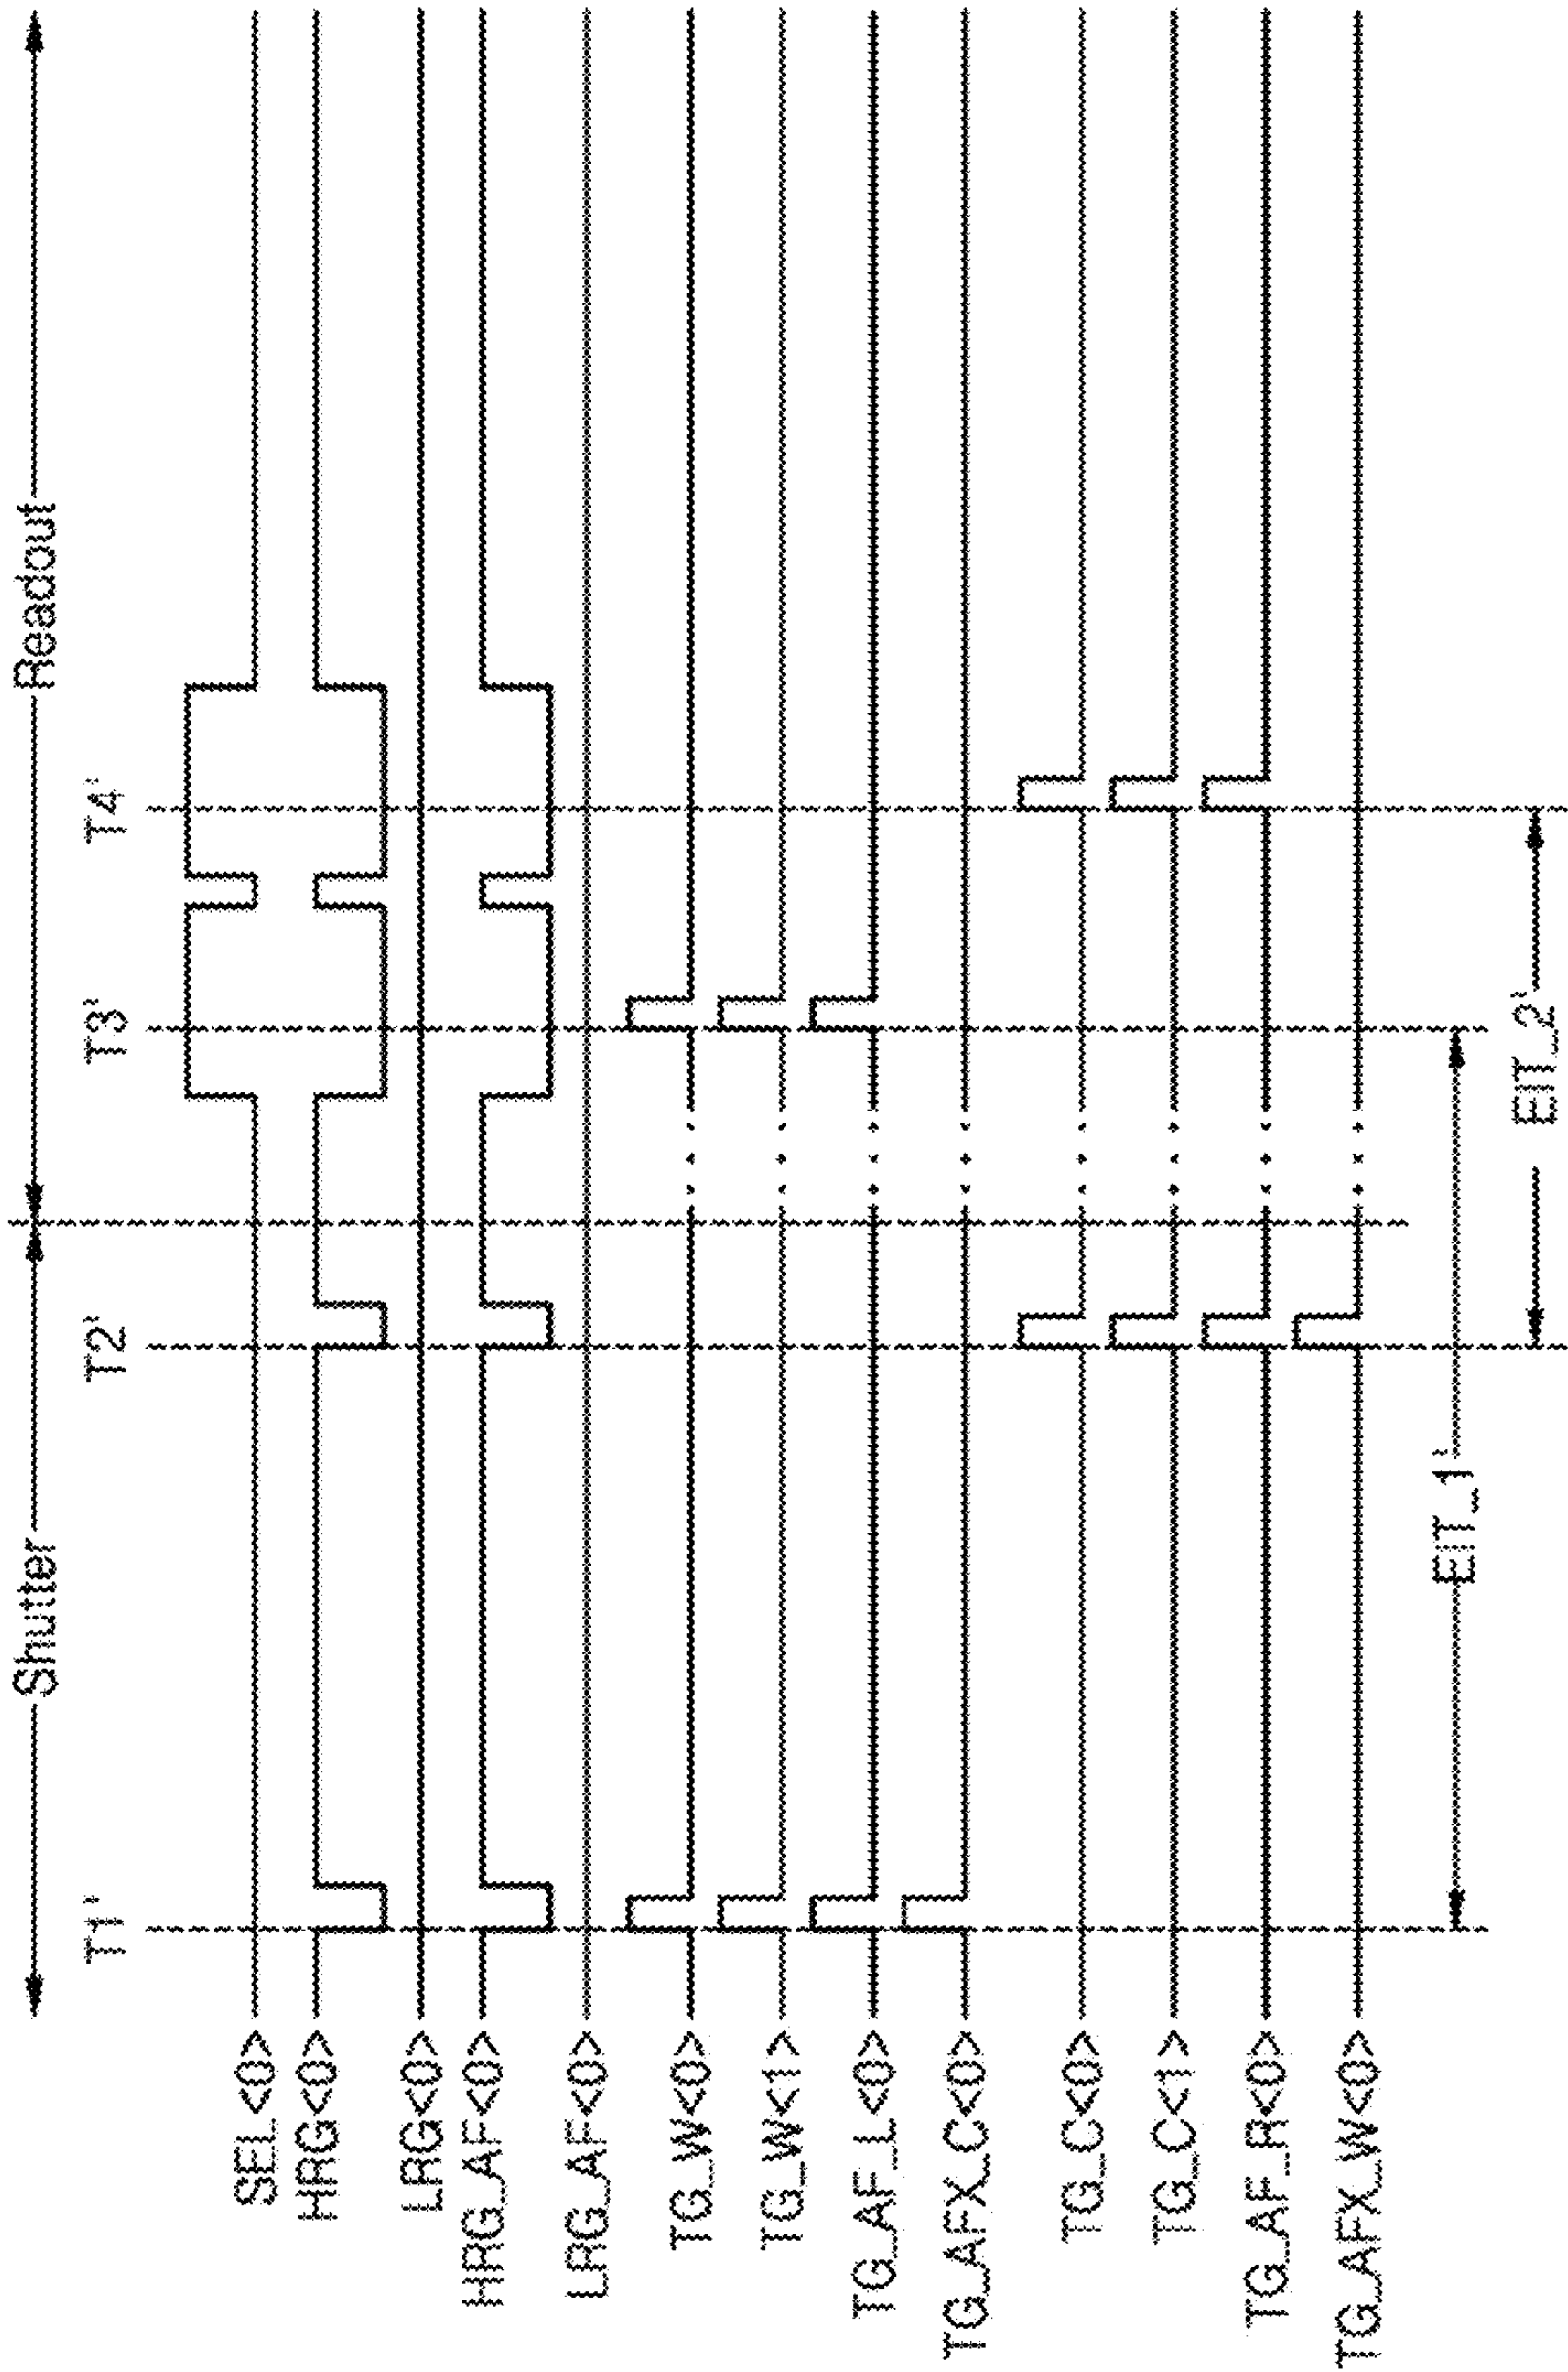 Shutter
Readout
T1'
T2'
T3'
T4'
SEL<0>
HRG<0>
LRG<0>
HRG_AF<0>
LRG_AF<0>
TG_W<0>
TG_W<1>
TG_AF_L<0>
TG_AFX_C<0>
TG_C<0>
TG_C<1>
TG_AF_R<0>
TG_AFX_W<0>
EIT_1'
EIT_2'